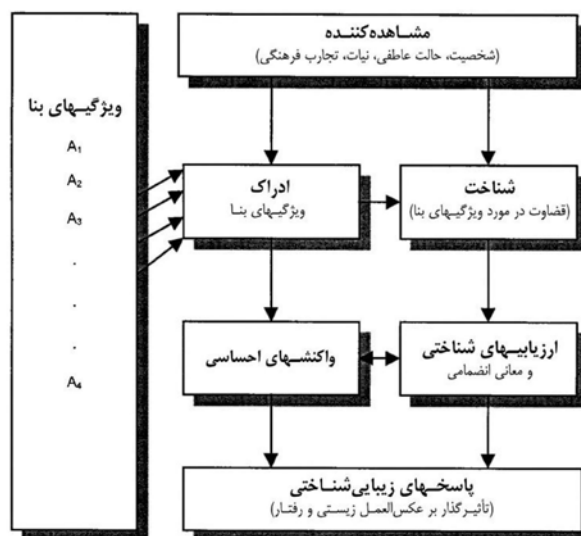 مشاهده‌کننده
(شخصیت، حالت عاطفی، نیات، تجارب فرهنگی)
ویژگیهای بنا
A1
A2
A3
.
.
.
A4
ادراک
ویژگیهای بنا
شناخت
(قضاوت در مورد ویژگیهای بنا)
واکنشهای احساسی
ارزیابیهای شناختی
و معانی انضمامی
پاسخهای زیبایی‌شناختی
(تأثیرگذار بر عکس‌العمل زیستی و رفتار)